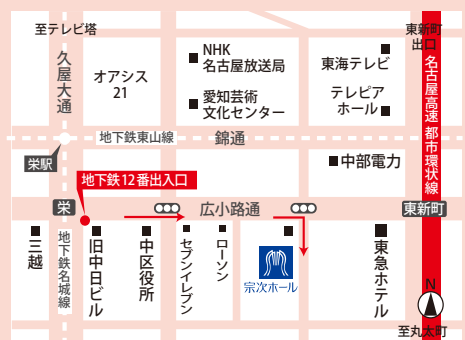 至テレビ塔
久屋大通
オアシス
21
NHK
名古屋放送局
愛知芸術
文化センター
東海テレビ
テレピア
ホール
東新町
出口
名古屋高速 都市環状線
地下鉄東山線
錦通
栄駅
中部電力
地下鉄12番出入口
栄
広小路通
東新町
三越
地下鉄名城線
旧中日ビル
中区役所
セブンイレブン
ローソン
宗次ホール
東急ホテル
N
至丸太町